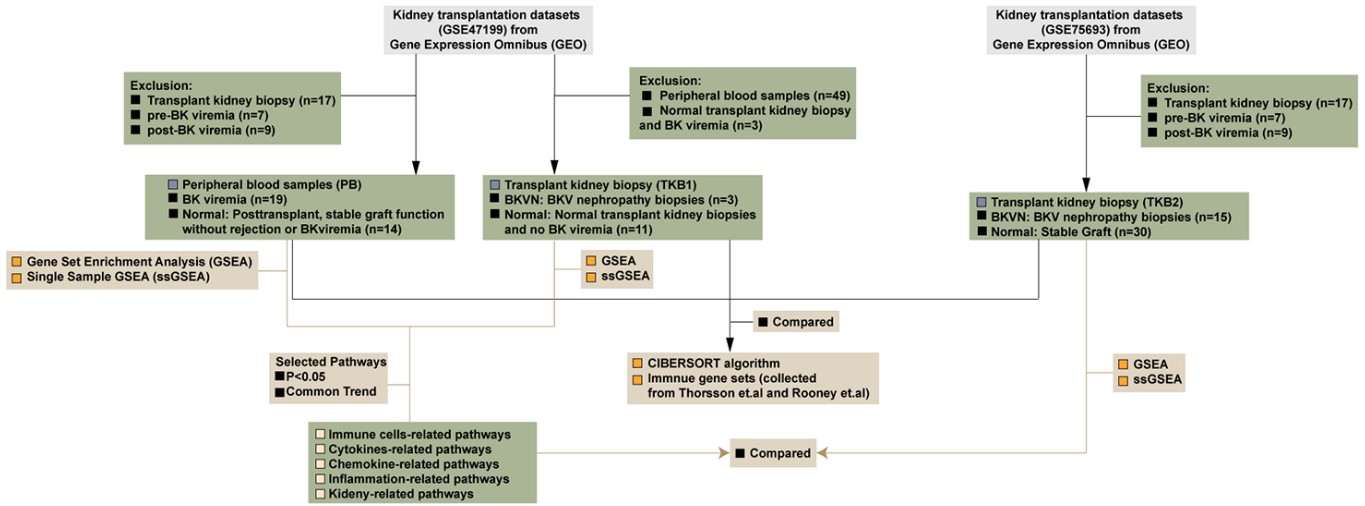 Kidney transplantation datasets
(GSE47199) from
Gene Expression Omnibus (GEO)
Kidney transplantation datasets
(GSE75693) from
Gene Expression Omnibus (GEO)
Exclusion:
Transplant kidney biopsy (n=17)
pre-BK viremia (n=7)
post-BK viremia (n=9)
Exclusion:
Peripheral blood samples (n=49)
Normal transplant kidney biopsy
and BK viremia (n=3)
Exclusion:
Transplant kidney biopsy (n=17)
pre-BK viremia (n=7)
post-BK viremia (n=9)
Peripheral blood samples (PB)
BK viremia (n=19)
Normal: Posttransplant, stable graft function
without rejection or BKviremia (n=14)
Transplant kidney biopsy (TKB1)
BKVN: BKV nephropathy biopsies (n=3)
Normal: Normal transplant kidney biopsies
and no BK viremia (n=11)
Transplant kidney biopsy (TKB2)
BKVN: BKV nephropathy biopsies (n=15)
Normal: Stable Graft (n=30)
Gene Set Enrichment Analysis (GSEA)
Single Sample GSEA (ssGSEA)
GSEA
ssGSEA
Compared
CIBERSORT algorithm
Immnue gene sets (collected
from Thorsson et.al and Rooney et.al)
Selected Pathways
P<0.05
Common Trend
GSEA
ssGSEA
Immune cells-related pathways
Cytokines-related pathways
Chemokine-related pathways
Inflammation-related pathways
Kideny-related pathways
Compared